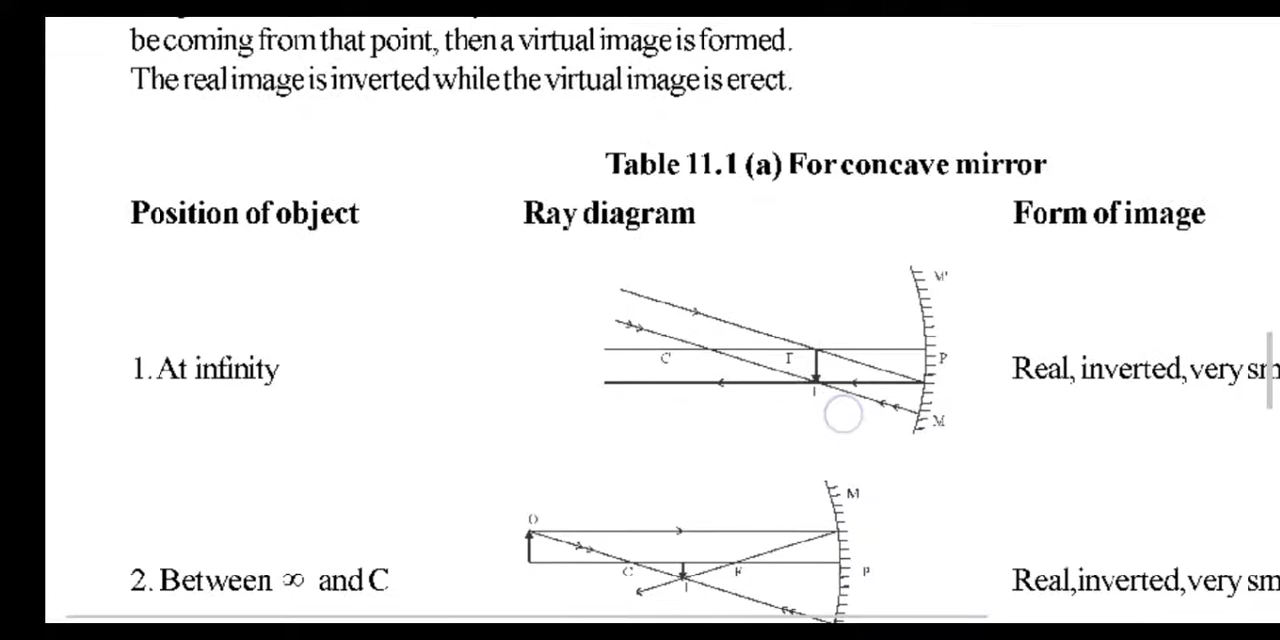 be coming from that point, then a virtual image is formed.
The real image is inverted while the virtual image is erect.
Table 11.1 (a) For concave mirror
Position of object Ray diagram Form of image
M'
C F P
1. At infinity Real, inverted, very
I
M
M
O
C F P
2. Between ∞ and C Real, inverted, very
I